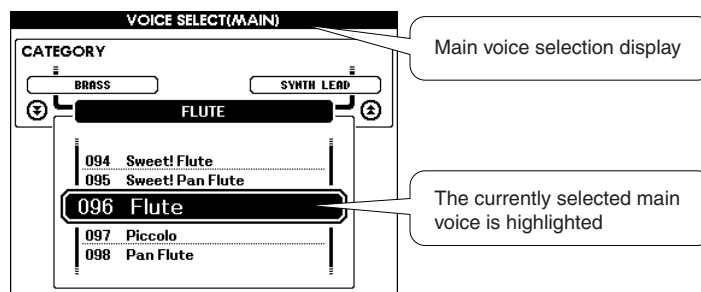 VOICE SELECT(MAIN)
Main voice selection display
CATEGORY
BRASS
SYNTH LEAD
FLUTE
094 Sweet! Flute
095 Sweet! Pan Flute
096 Flute
The currently selected main
voice is highlighted
097 Piccolo
098 Pan Flute